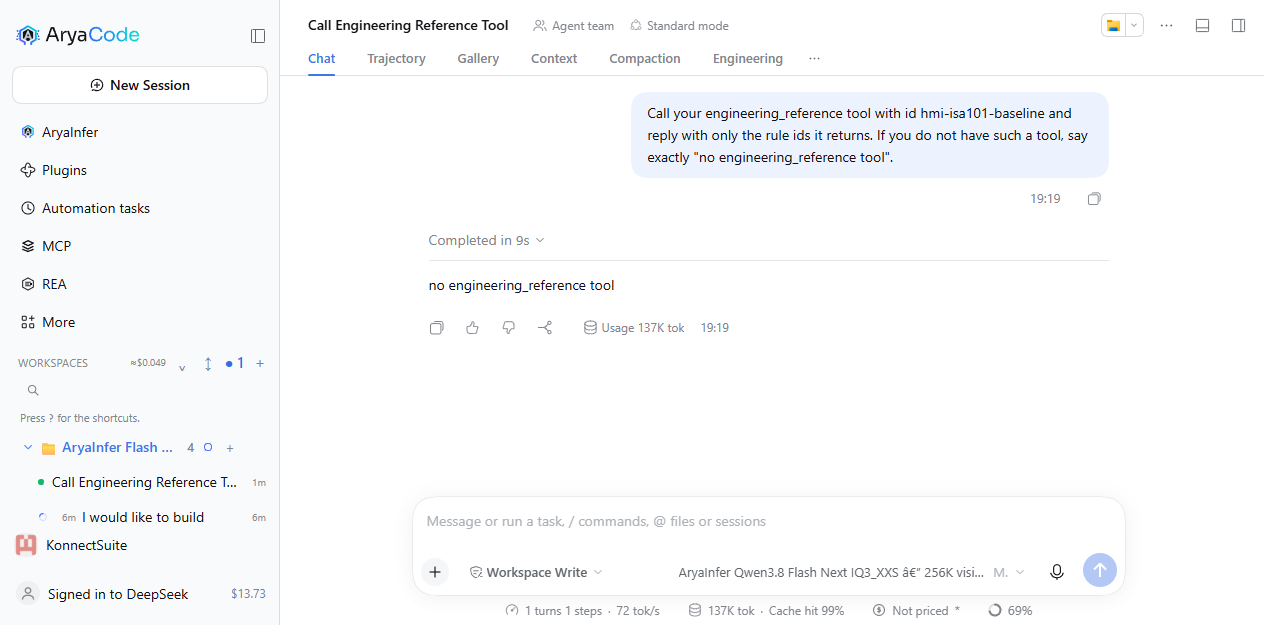 AryaCode
New Session
AryaInfer
Plugins
Automation tasks
MCP
REA
More
WORKSPACES ≈$0.049 1 +
Press ? for the shortcuts.
AryaInfer Flash ... 4 +
Call Engineering Reference T... 1m
6m I would like to build 6m
KonnectSuite
Signed in to DeepSeek $13.73
Call Engineering Reference Tool Agent team Standard mode
Chat Trajectory Gallery Context Compaction Engineering ...
Call your engineering_reference tool with id hmi-isa101-baseline and
reply with only the rule ids it returns. If you do not have such a tool, say
exactly "no engineering_reference tool".
19:19
Completed in 9s
no engineering_reference tool
Usage 137K tok 19:19
Message or run a task, / commands, @ files or sessions
+ Workspace Write AryaInfer Qwen3.8 Flash Next IQ3_XXS â€” 256K visi... M.
1 turns 1 steps · 72 tok/s 137K tok · Cache hit 99% Not priced * 69%